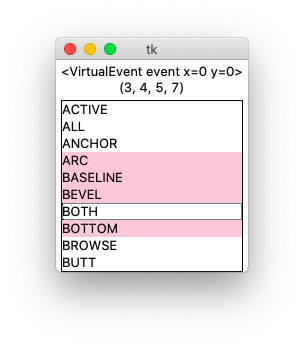 tk
<VirtualEvent event x=0 y=0>
(3, 4, 5, 7)
ACTIVE
ALL
ANCHOR
ARC
BASELINE
BEVEL
BOTH
BOTTOM
BROWSE
BUTT